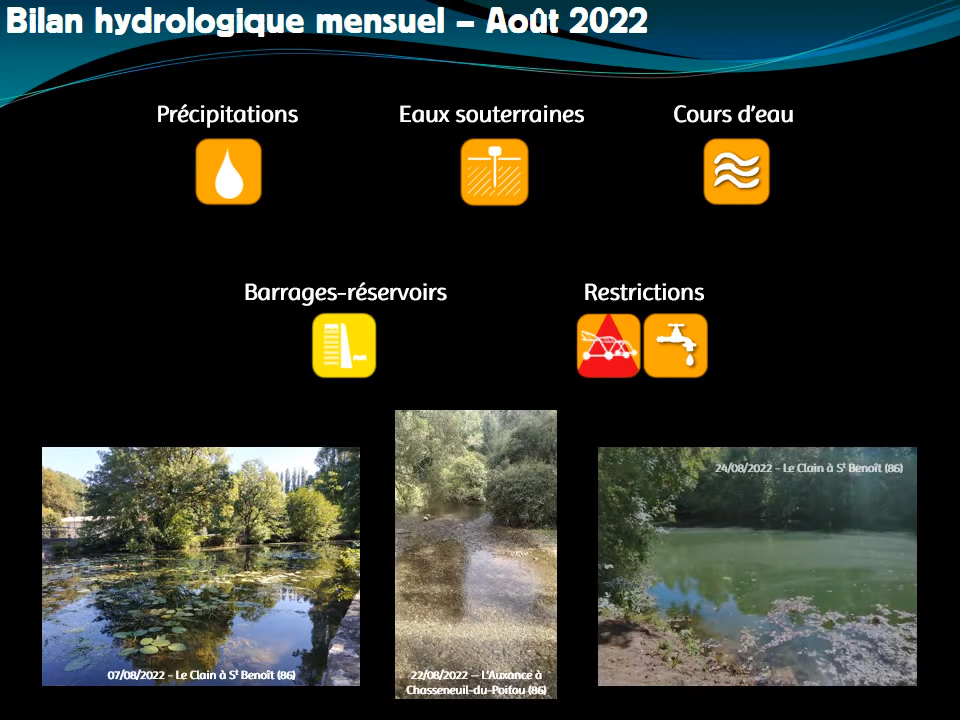 Bilan hydrologique mensuel – Août 2022
Précipitations
Eaux souterraines
Cours d'eau
Barrages-réservoirs
Restrictions
24/08/2022 - Le Clain à Sᵗ Benoît (86)
07/08/2022 - Le Clain à Sᵗ Benoît (86)
22/08/2022 – L'Auxance à
Chasseneuil-du-Poitou (86)